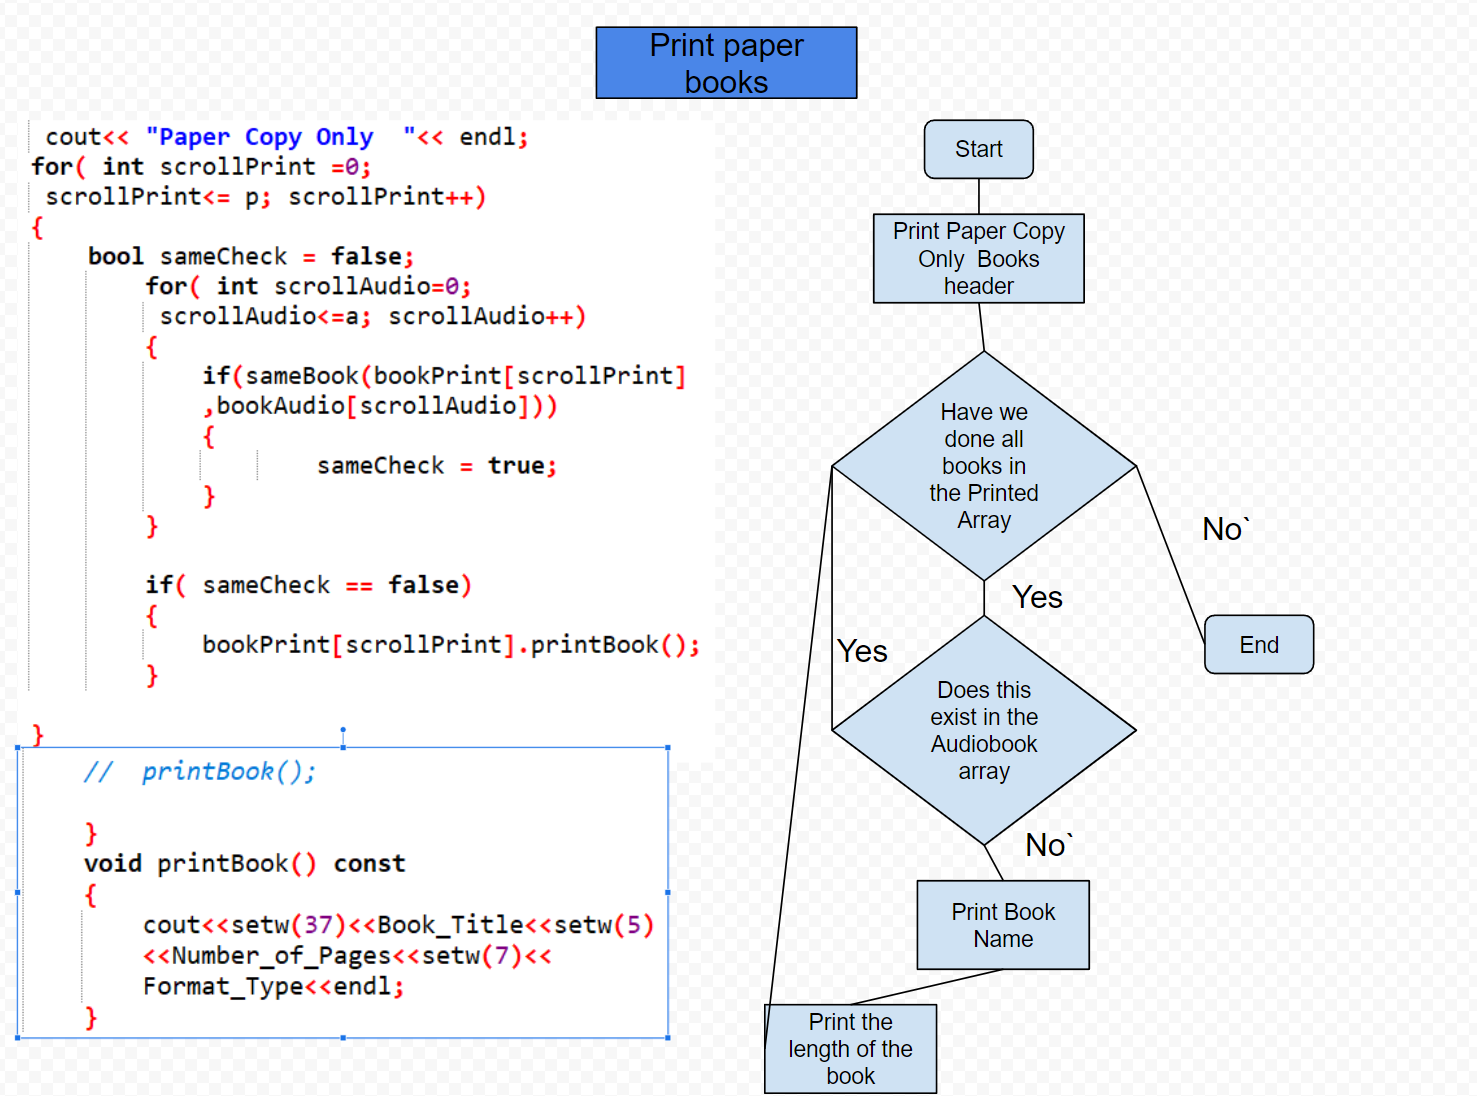 Print paper
books
cout<< "Paper Copy Only  "<< endl;
for( int scrollPrint =0;
scrollPrint<= p; scrollPrint++)
{
bool sameCheck = false;
for( int scrollAudio=0;
scrollAudio<=a; scrollAudio++)
{
if(sameBook(bookPrint[scrollPrint]
,bookAudio[scrollAudio]))
{
sameCheck = true;
}
}
if( sameCheck == false)
{
bookPrint[scrollPrint].printBook();
}
}
//  printBook();
}
void printBook() const
{
cout<<setw(37)<<Book_Title<<setw(5)
<<Number_of_Pages<<setw(7)<<
Format_Type<<endl;
}
Start
Print Paper Copy
Only  Books
header
Have we
done all
books in
the Printed
Array
No`
Yes
End
Yes
Does this
exist in the
Audiobook
array
No`
Print Book
Name
Print the
length of the
book